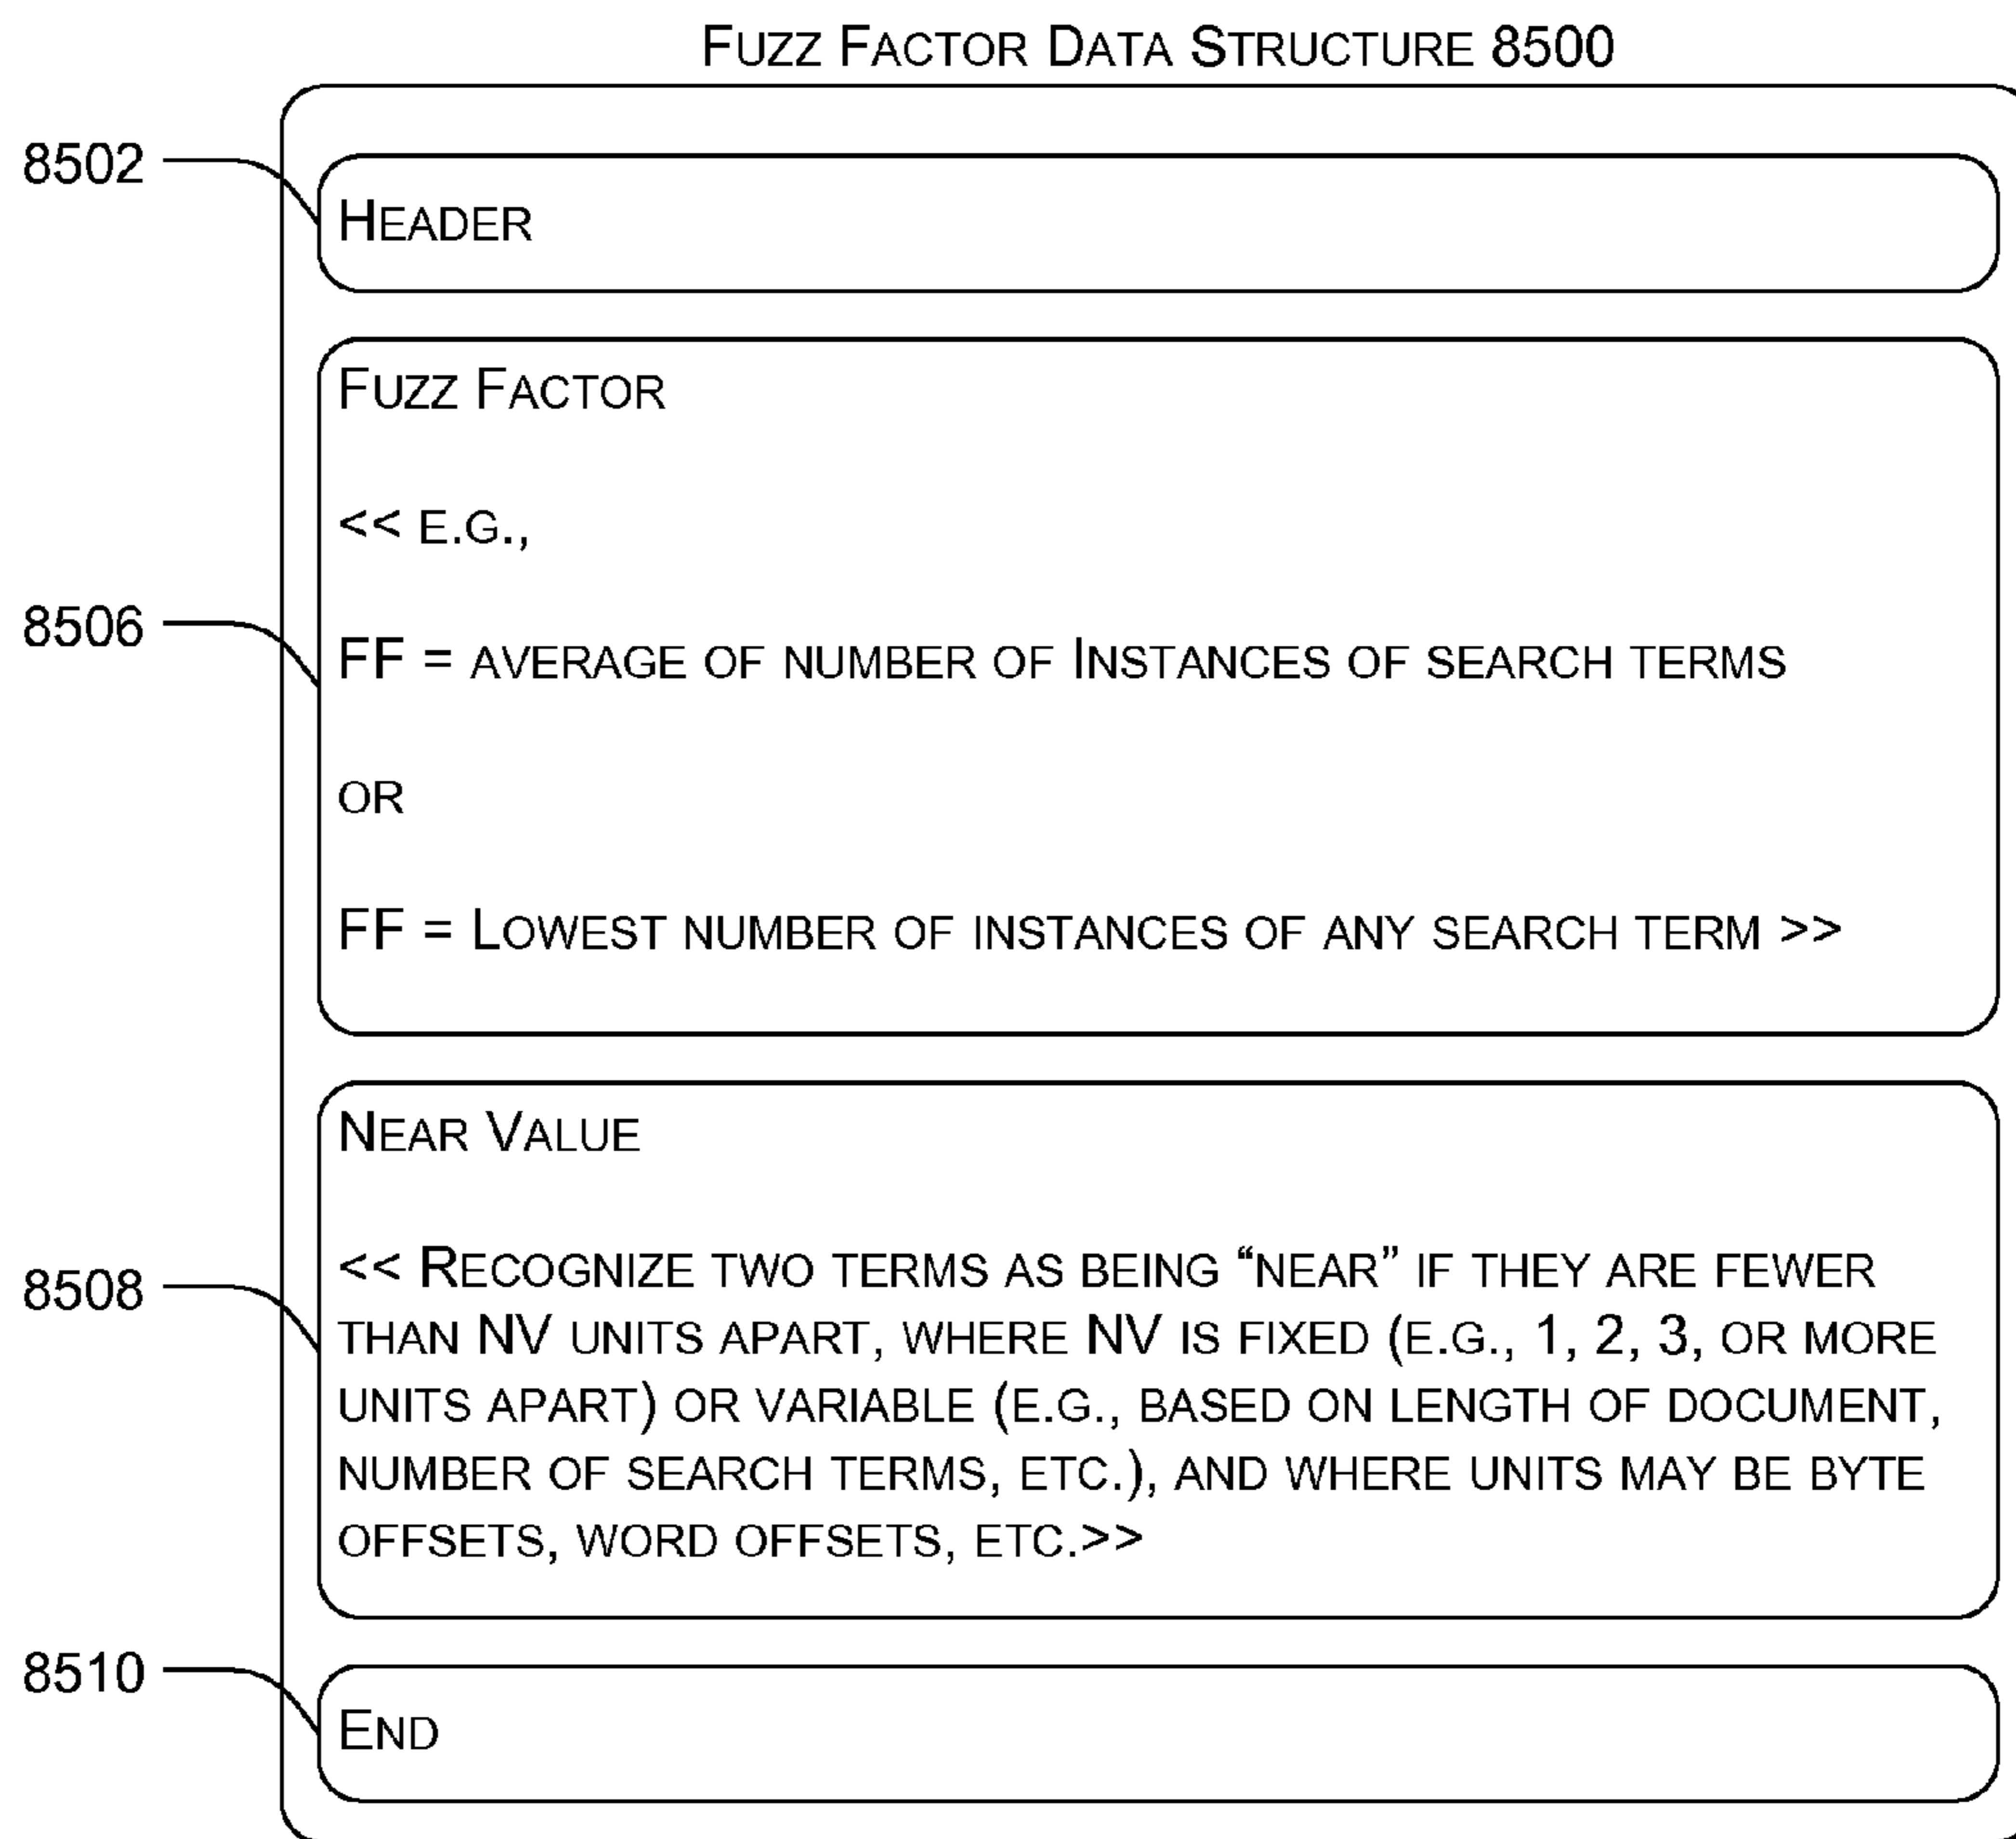 FUZZ FACTOR DATA STRUCTURE 8500
8502
HEADER
8506
FUZZ FACTOR
<< E.G.,
FF = AVERAGE OF NUMBER OF INSTANCES OF SEARCH TERMS
OR
FF = LOWEST NUMBER OF INSTANCES OF ANY SEARCH TERM >>
8508
NEAR VALUE
<< RECOGNIZE TWO TERMS AS BEING “NEAR” IF THEY ARE FEWER
THAN NV UNITS APART, WHERE NV IS FIXED (E.G., 1, 2, 3, OR MORE
UNITS APART) OR VARIABLE (E.G., BASED ON LENGTH OF DOCUMENT,
NUMBER OF SEARCH TERMS, ETC.), AND WHERE UNITS MAY BE BYTE
OFFSETS, WORD OFFSETS, ETC.>>
8510
END